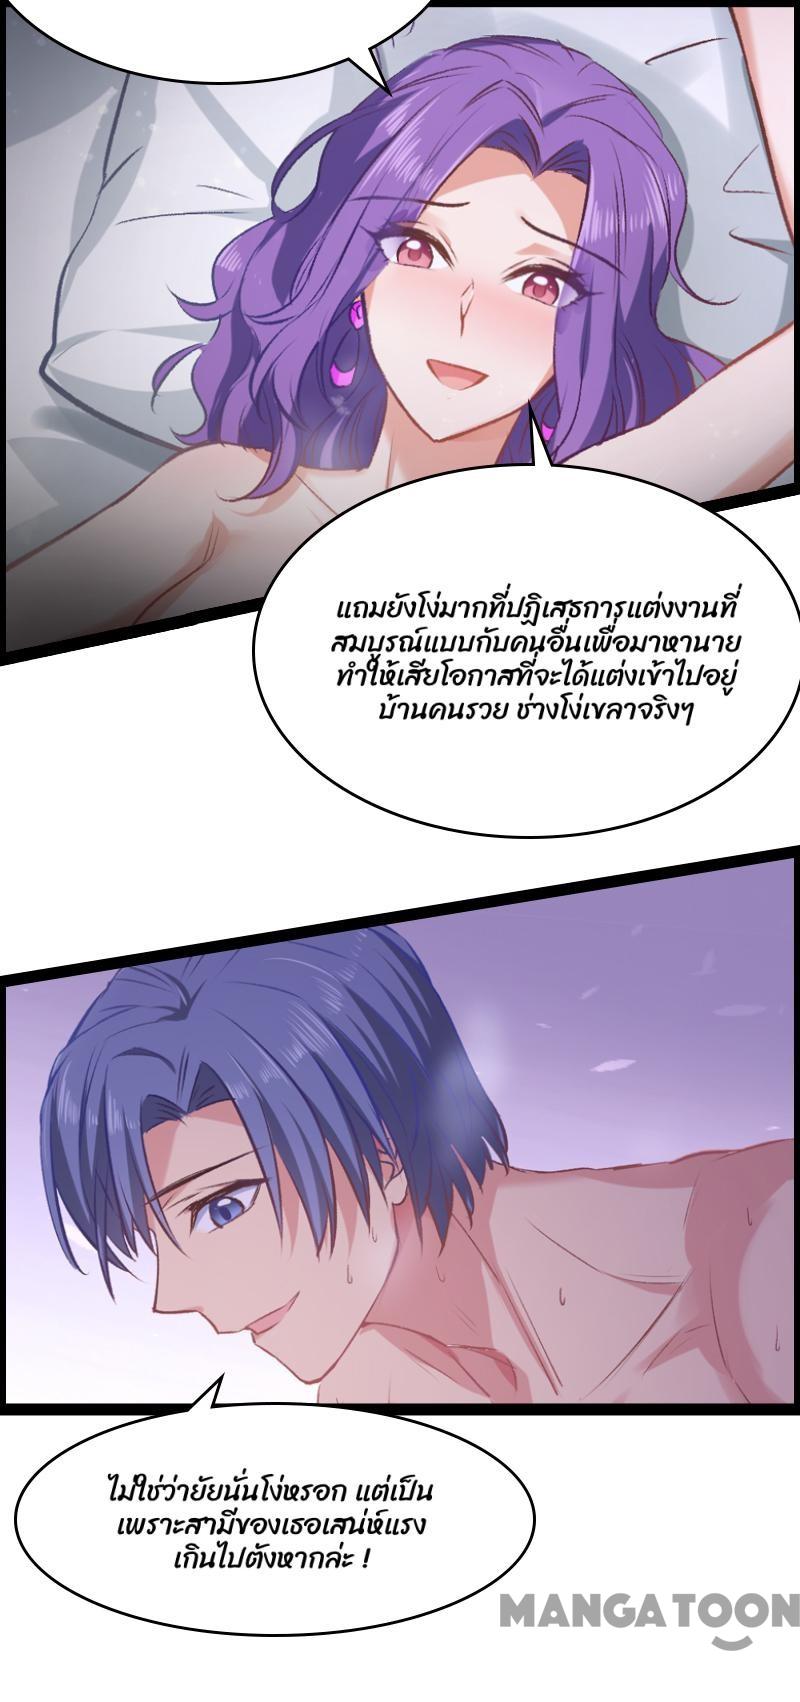 แถมยังโง่มากที่ปฏิเสธการแต่งงานที่
สมบูรณ์แบบกับคนอื่นเพื่อมาหานาย
ทำให้เสียโอกาสที่จะได้แต่งเข้าไปอยู่
บ้านคนรวย ช่างโง่เขลาจริงๆ
ไม่ใช่ว่ายัยนั่นโง่หรอก แต่เป็น
เพราะสามีของเธอเสน่ห์แรง
เกินไปต่างหากล่ะ !
MANGATOON